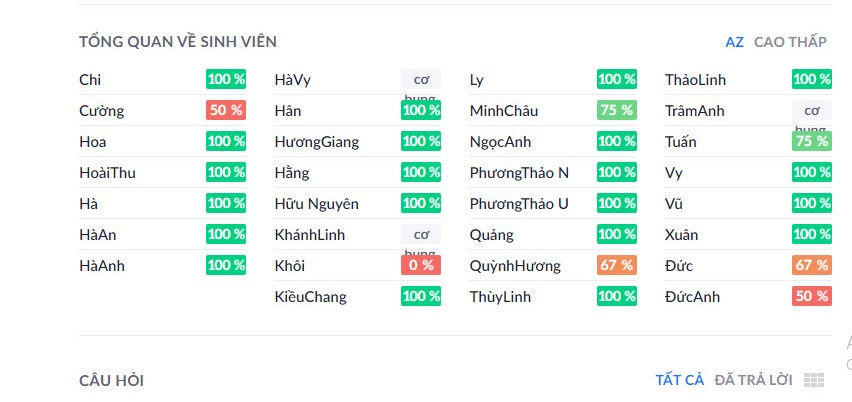 TỔNG QUAN VỀ SINH VIÊN AZ CAO THẤP
Chi 100 % HàVy cơ bụng Ly 100 % ThảoLinh 100 %
Cường 50 % Hân 100 % MinhChâu 75 % TrâmAnh cơ bụng
Hoa 100 % HươngGiang 100 % NgọcAnh 100 % Tuấn 75 %
HoàiThu 100 % Hằng 100 % PhươngThảo N 100 % Vy 100 %
Hà 100 % Hữu Nguyên 100 % PhươngThảo U 100 % Vũ 100 %
HàAn 100 % KhánhLinh cơ bụng Quảng 100 % Xuân 100 %
HàAnh 100 % Khôi 0 % QuỳnhHương 67 % Đức 67 %
KiềuChang 100 % ThùyLinh 100 % ĐứcAnh 50 %
CÂU HỎI TẤT CẢ ĐÃ TRẢ LỜI